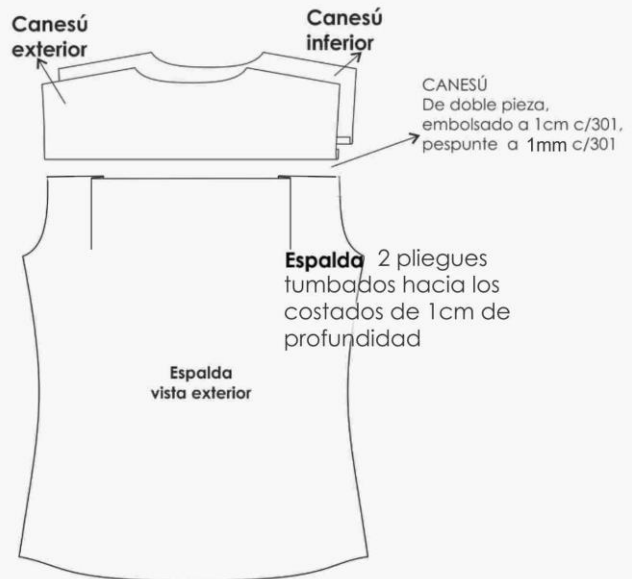 Canesú
exterior
Canesú
inferior
CANESÚ
De doble pieza,
embolsado a 1cm c/301,
pespunte a 1mm c/301
Espalda 2 pliegues
tumbados hacia los
costados de 1cm de
profundidad
Espalda
vista exterior